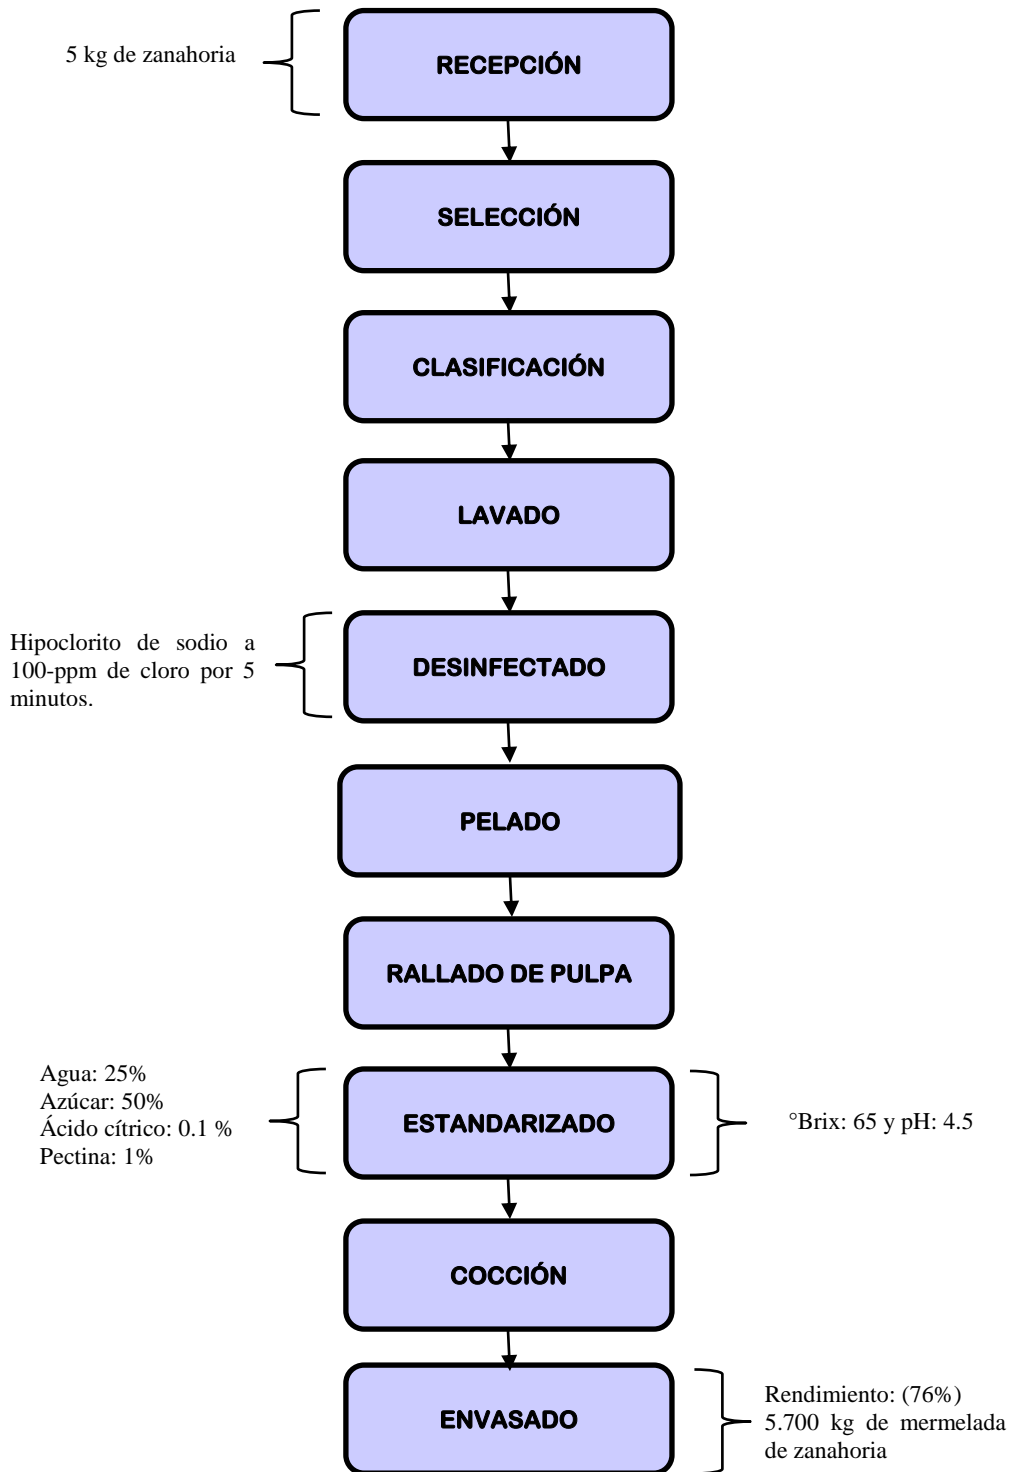 5 kg de zanahoria
RECEPCIÓN
SELECCIÓN
CLASIFICACIÓN
LAVADO
Hipoclorito de sodio a
100-ppm de cloro por 5
minutos.
DESINFECTADO
PELADO
RALLADO DE PULPA
Agua: 25%
Azúcar: 50%
Ácido cítrico: 0.1 %
Pectina: 1%
ESTANDARIZADO
°Brix: 65 y pH: 4.5
COCCIÓN
ENVASADO
Rendimiento: (76%)
5.700 kg de mermelada
de zanahoria